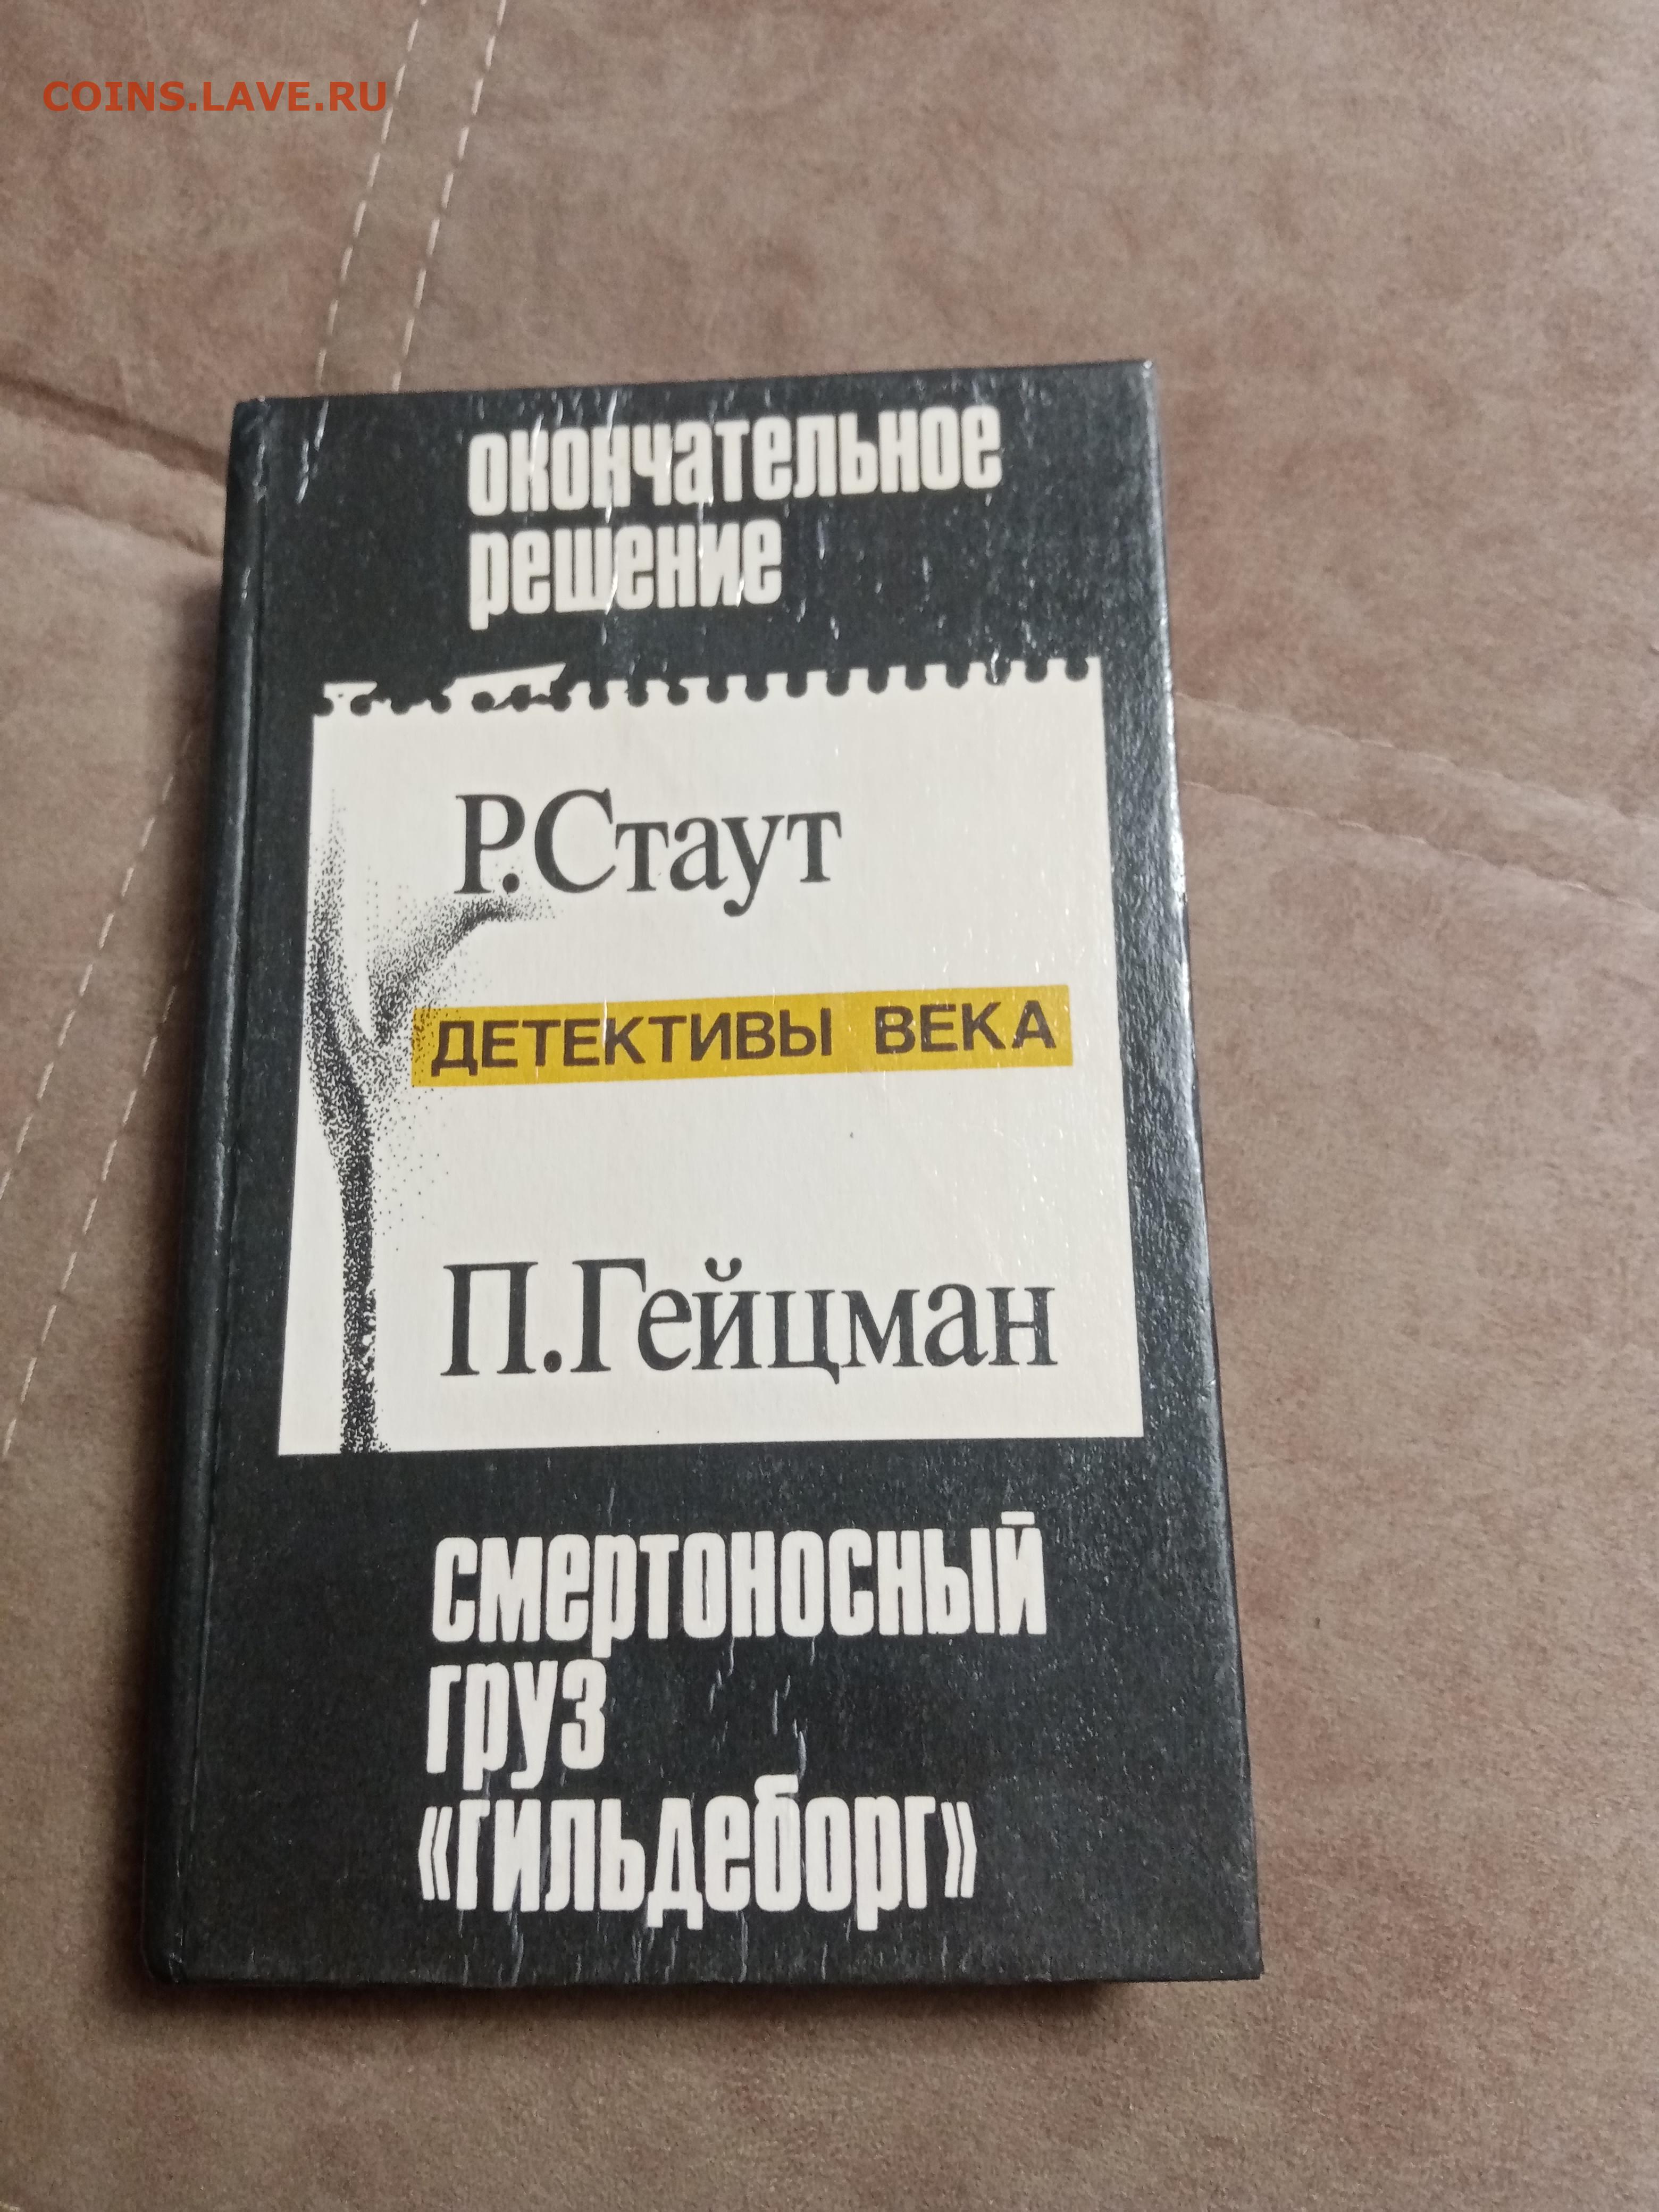 COINS.LAVE.RU
окончательное
решение
Р.Стаут
ДЕТЕКТИВЫ ВЕКА
П.Гейцман
смертоносный
груз
«гильдеборг»